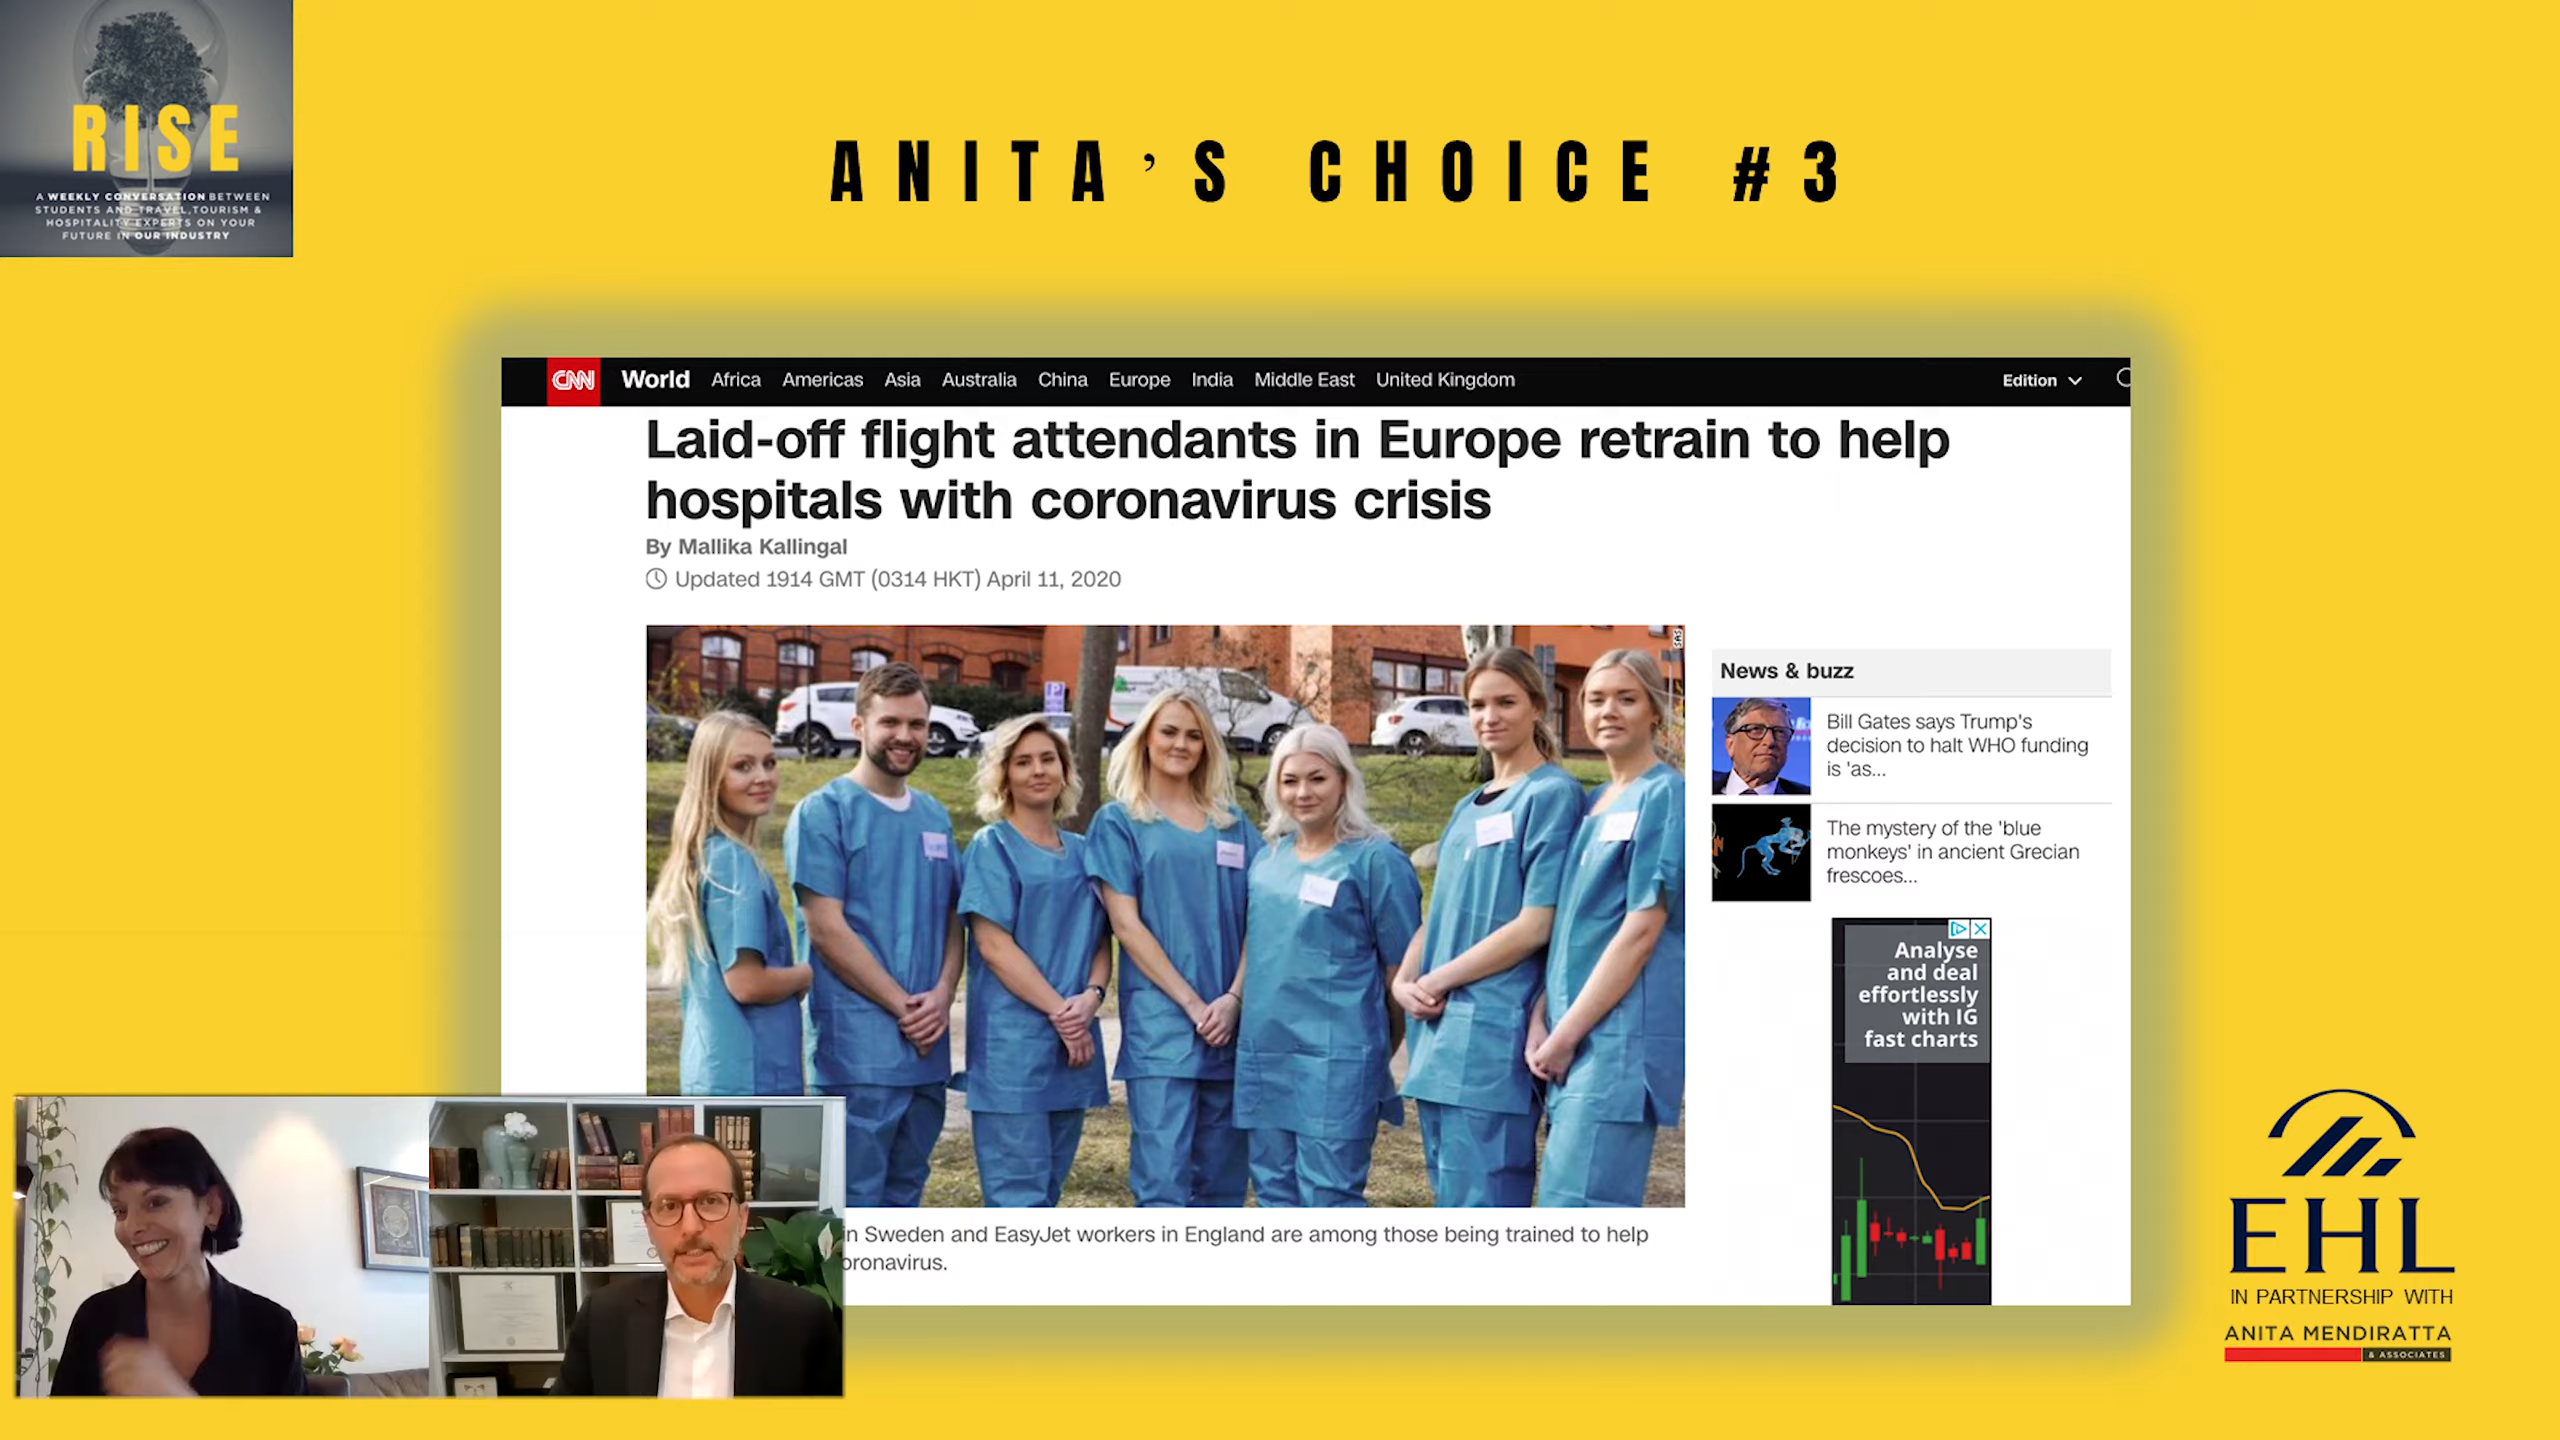 RISE
A WEEKLY CONVERSATION BETWEEN
STUDENTS AND TRAVEL, TOURISM &
HOSPITALITY EXPERTS ON YOUR
FUTURE IN OUR INDUSTRY
ANITA'S CHOICE #3
CNN World Africa Americas Asia Australia China Europe India Middle East United Kingdom Edition
Laid-off flight attendants in Europe retrain to help
hospitals with coronavirus crisis
By Mallika Kallingal
Updated 1914 GMT (0314 HKT) April 11, 2020
SAS
in Sweden and EasyJet workers in England are among those being trained to help
oronavirus.
News & buzz
Bill Gates says Trump's
decision to halt WHO funding
is 'as...
The mystery of the 'blue
monkeys' in ancient Grecian
frescoes...
Analyse
and deal
effortlessly
with IG
fast charts
EHL
IN PARTNERSHIP WITH
ANITA MENDIRATTA
& ASSOCIATES